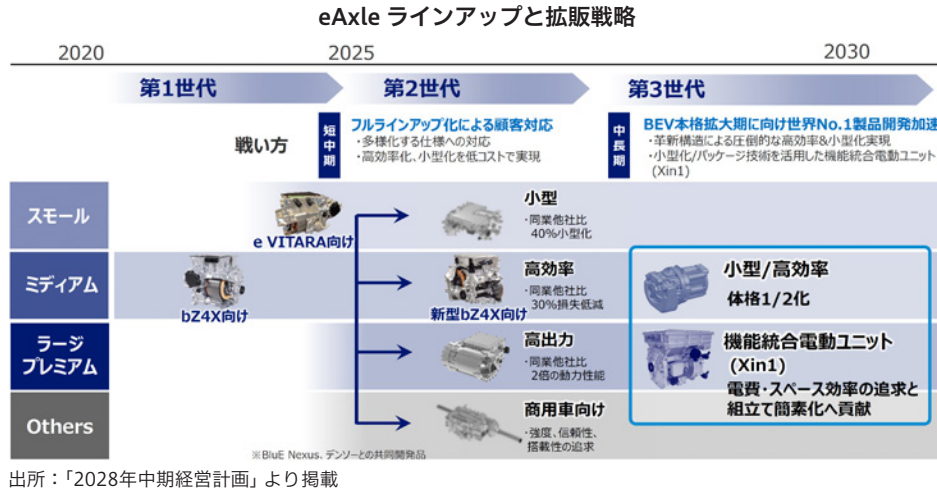 eAxle ラインアップと拡販戦略
2020
2025
2030
第1世代
第2世代
第3世代
戦い方
短中期
フルラインアップ化による顧客対応
・多様化する仕様への対応
・高効率化、小型化を低コストで実現
中長期
BEV本格拡大期に向け世界No.1製品開発加速
・革新構造による圧倒的な高効率&小型化実現
・小型化/パッケージ技術を活用した機能統合電動ユニット
(Xin1)
スモール
e VITARA向け
小型
・同業他社比
40%小型化
ミディアム
bZ4X向け
新型bZ4X向け
高効率
・同業他社比
30%損失低減
小型/高効率
体格1/2化
ラージ
プレミアム
高出力
・同業他社比
2倍の動力性能
機能統合電動ユニット
(Xin1)
電費・スペース効率の追求と
組立て簡素化へ貢献
Others
商用車向け
・強度、信頼性、
搭載性の追求
※BluE Nexus、デンソーとの共同開発品
出所：「2028年中期経営計画」より掲載